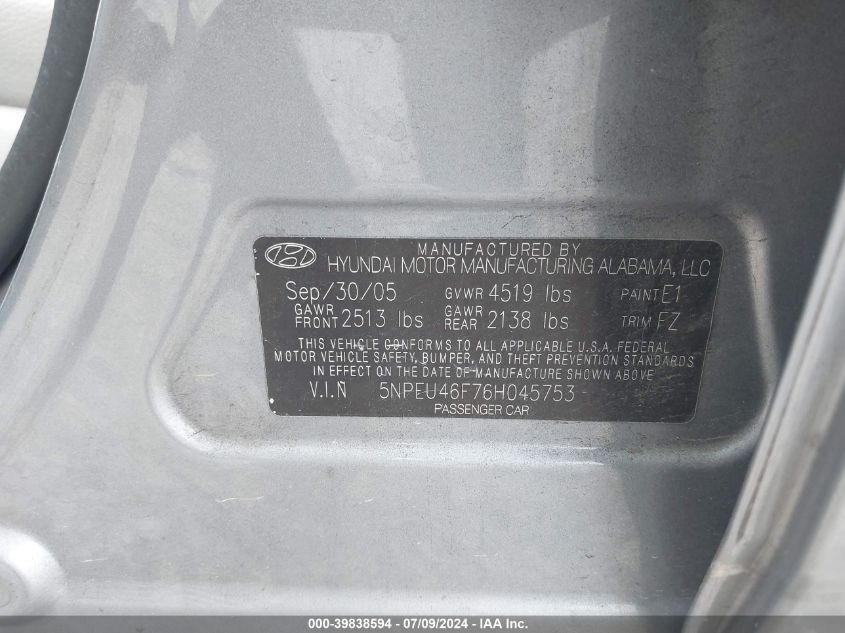 MANUFACTURED BY
HYUNDAI MOTOR MANUFACTURING ALABAMA, LLC
Sep/30/05 GVWR 4519 lbs PAINT E1
GAWR FRONT 2513 lbs GAWR REAR 2138 lbs TRIM FZ
THIS VEHICLE CONFORMS TO ALL APPLICABLE U.S.A. FEDERAL
MOTOR VEHICLE SAFETY, BUMPER, AND THEFT PREVENTION STANDARDS
IN EFFECT ON THE DATE OF MANUFACTURE SHOWN ABOVE
V.I.N 5NPEU46F76H045753
PASSENGER CAR
000-39838594 - 07/09/2024 - IAA Inc.